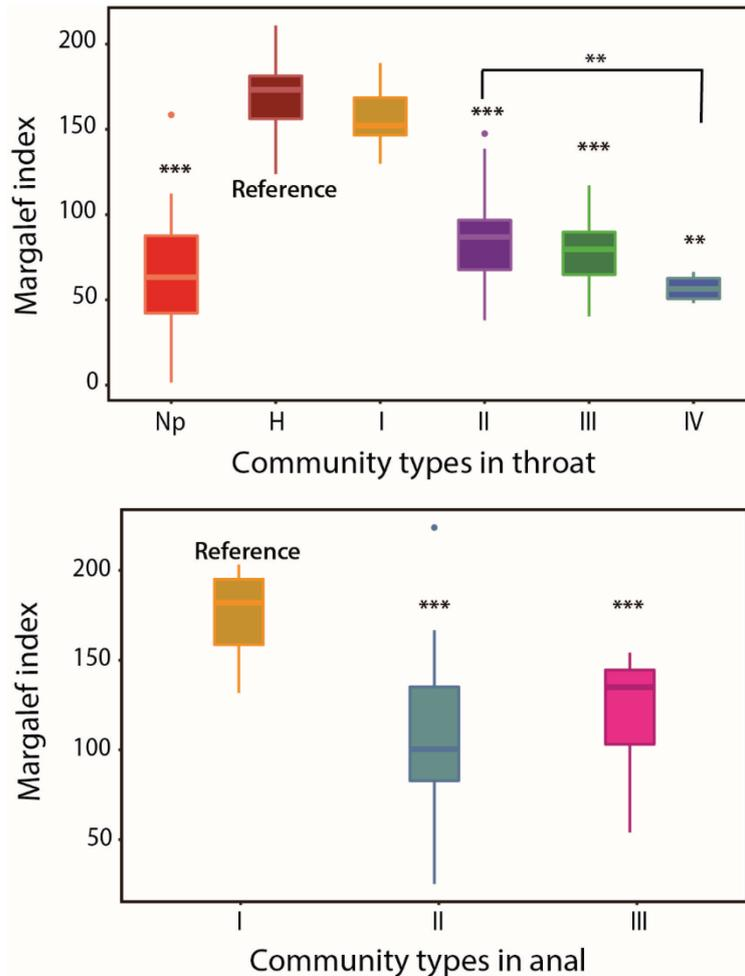 200
150
100
50
0
Margalef index
***
Reference
***
**
***
**
Np H I II III IV
Community types in throat
200
150
100
50
Margalef index
Reference
***
***
I II III
Community types in anal